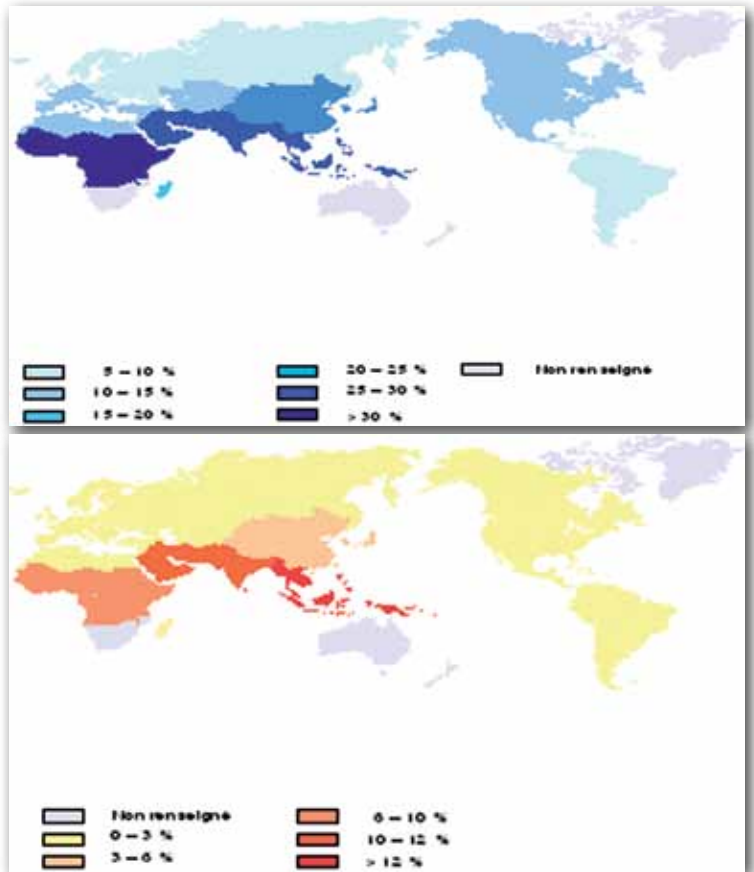 5 – 10 %
10 – 15 %
15 – 20 %
20 – 25 %
25 – 30 %
> 30 %
Non renseigné
Non renseigné
0 – 3 %
3 – 6 %
6 – 10 %
10 – 12 %
> 12 %